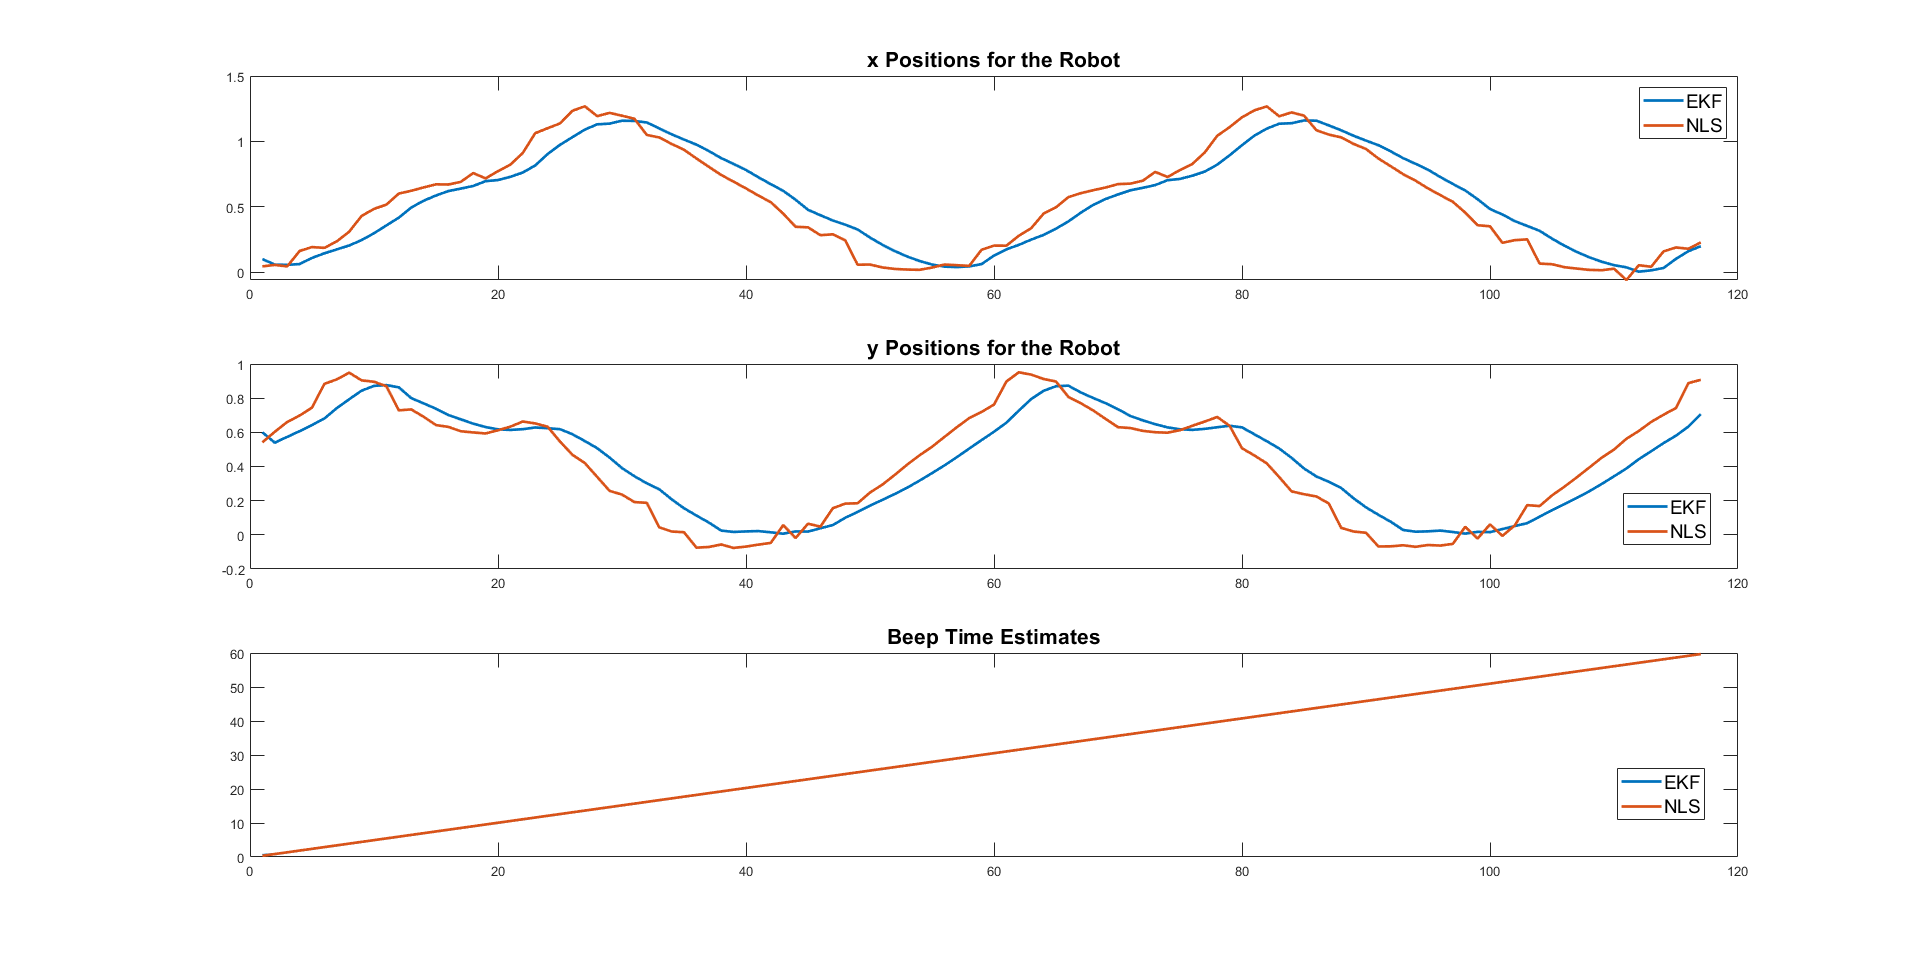 x Positions for the Robot
1.5
1
0.5
0
EKF
NLS
0 20 40 60 80 100 120
y Positions for the Robot
1
0.8
0.6
0.4
0.2
0
-0.2
EKF
NLS
0 20 40 60 80 100 120
Beep Time Estimates
60
50
40
30
20
10
0
EKF
NLS
0 20 40 60 80 100 120